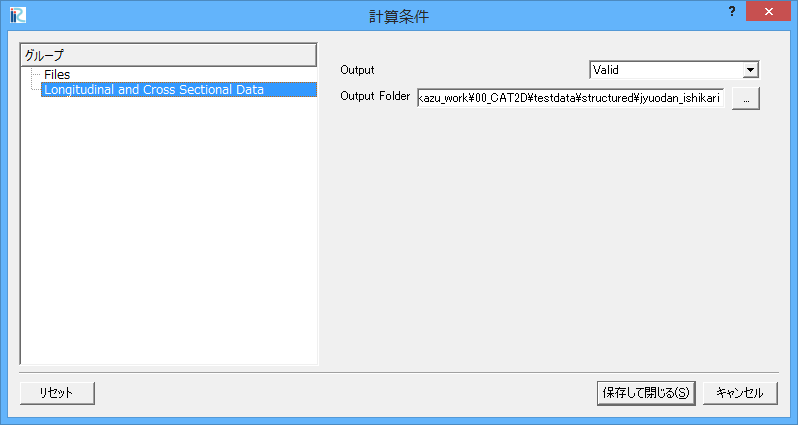 計算条件
?
グループ
Files
Longitudinal and Cross Sectional Data
Output
Valid
Output Folder
kazu_work¥00_CAT2D¥testdata¥structured¥jyuodan_ishikari
...
リセット
保存して閉じる(S)
キャンセル